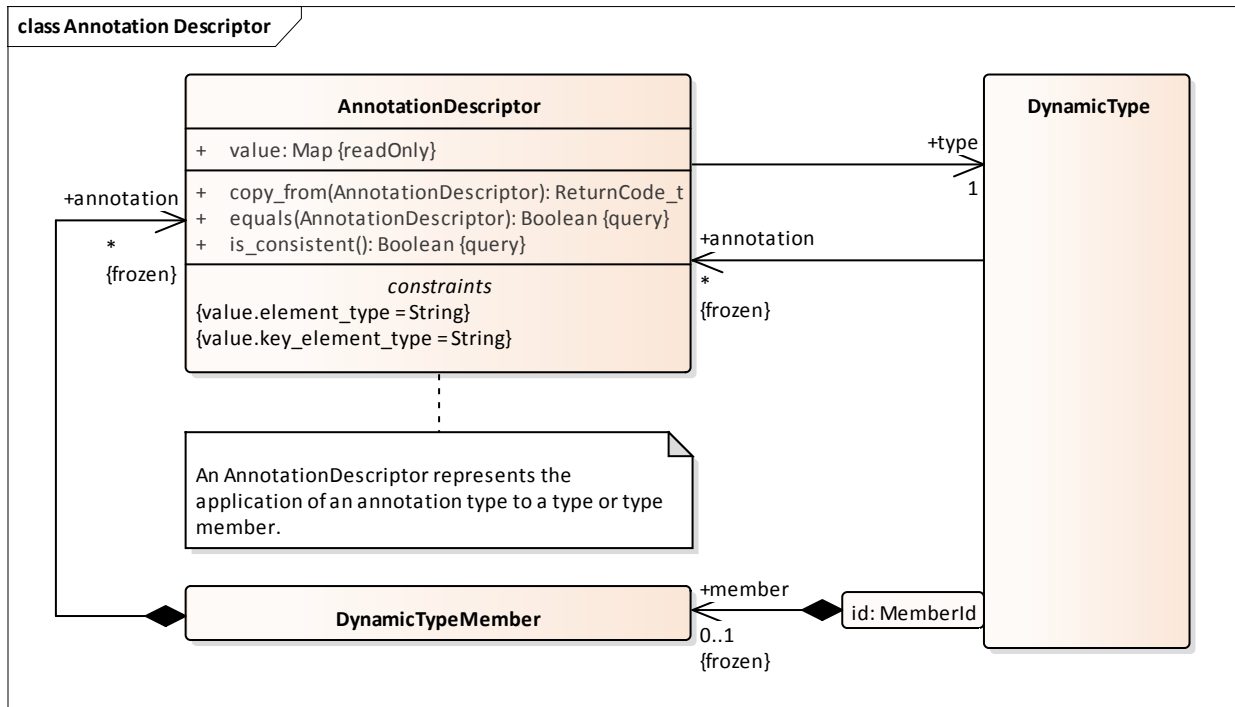 class Annotation Descriptor
AnnotationDescriptor
+ value: Map {readOnly}
+ copy_from(AnnotationDescriptor): ReturnCode_t
+ equals(AnnotationDescriptor): Boolean {query}
+ is_consistent(): Boolean {query}
constraints
{value.element_type = String}
{value.key_element_type = String}
DynamicType
+type
1
+annotation
*
{frozen}
+annotation
*
{frozen}
An AnnotationDescriptor represents the
application of an annotation type to a type or type
member.
DynamicTypeMember
+member
0..1
{frozen}
id: MemberId